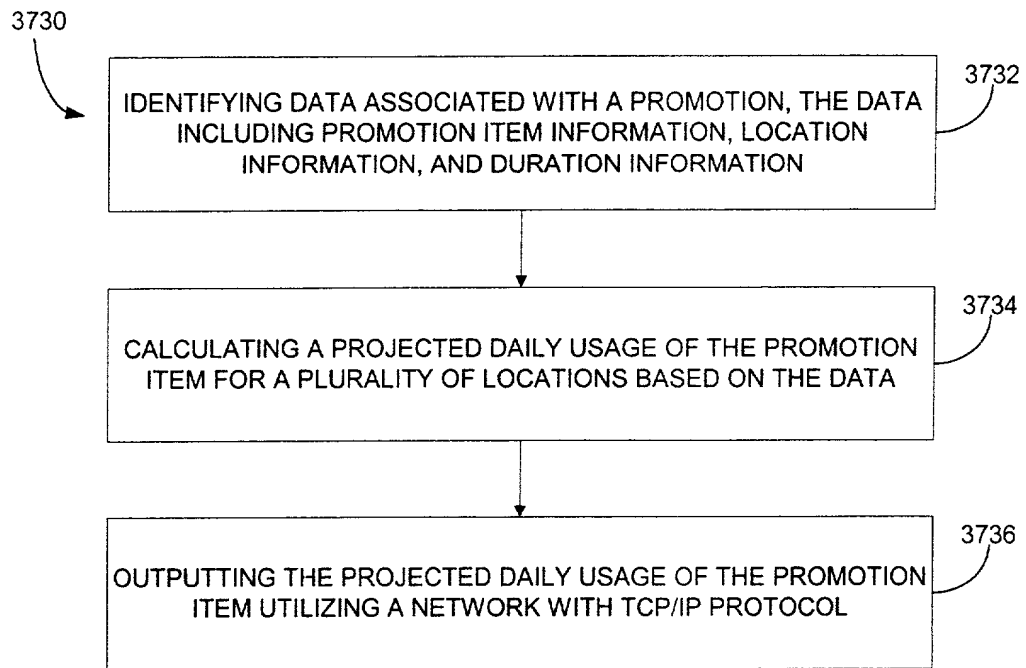 3730
3732
IDENTIFYING DATA ASSOCIATED WITH A PROMOTION, THE DATA
INCLUDING PROMOTION ITEM INFORMATION, LOCATION
INFORMATION, AND DURATION INFORMATION
3734
CALCULATING A PROJECTED DAILY USAGE OF THE PROMOTION
ITEM FOR A PLURALITY OF LOCATIONS BASED ON THE DATA
3736
OUTPUTTING THE PROJECTED DAILY USAGE OF THE PROMOTION
ITEM UTILIZING A NETWORK WITH TCP/IP PROTOCOL